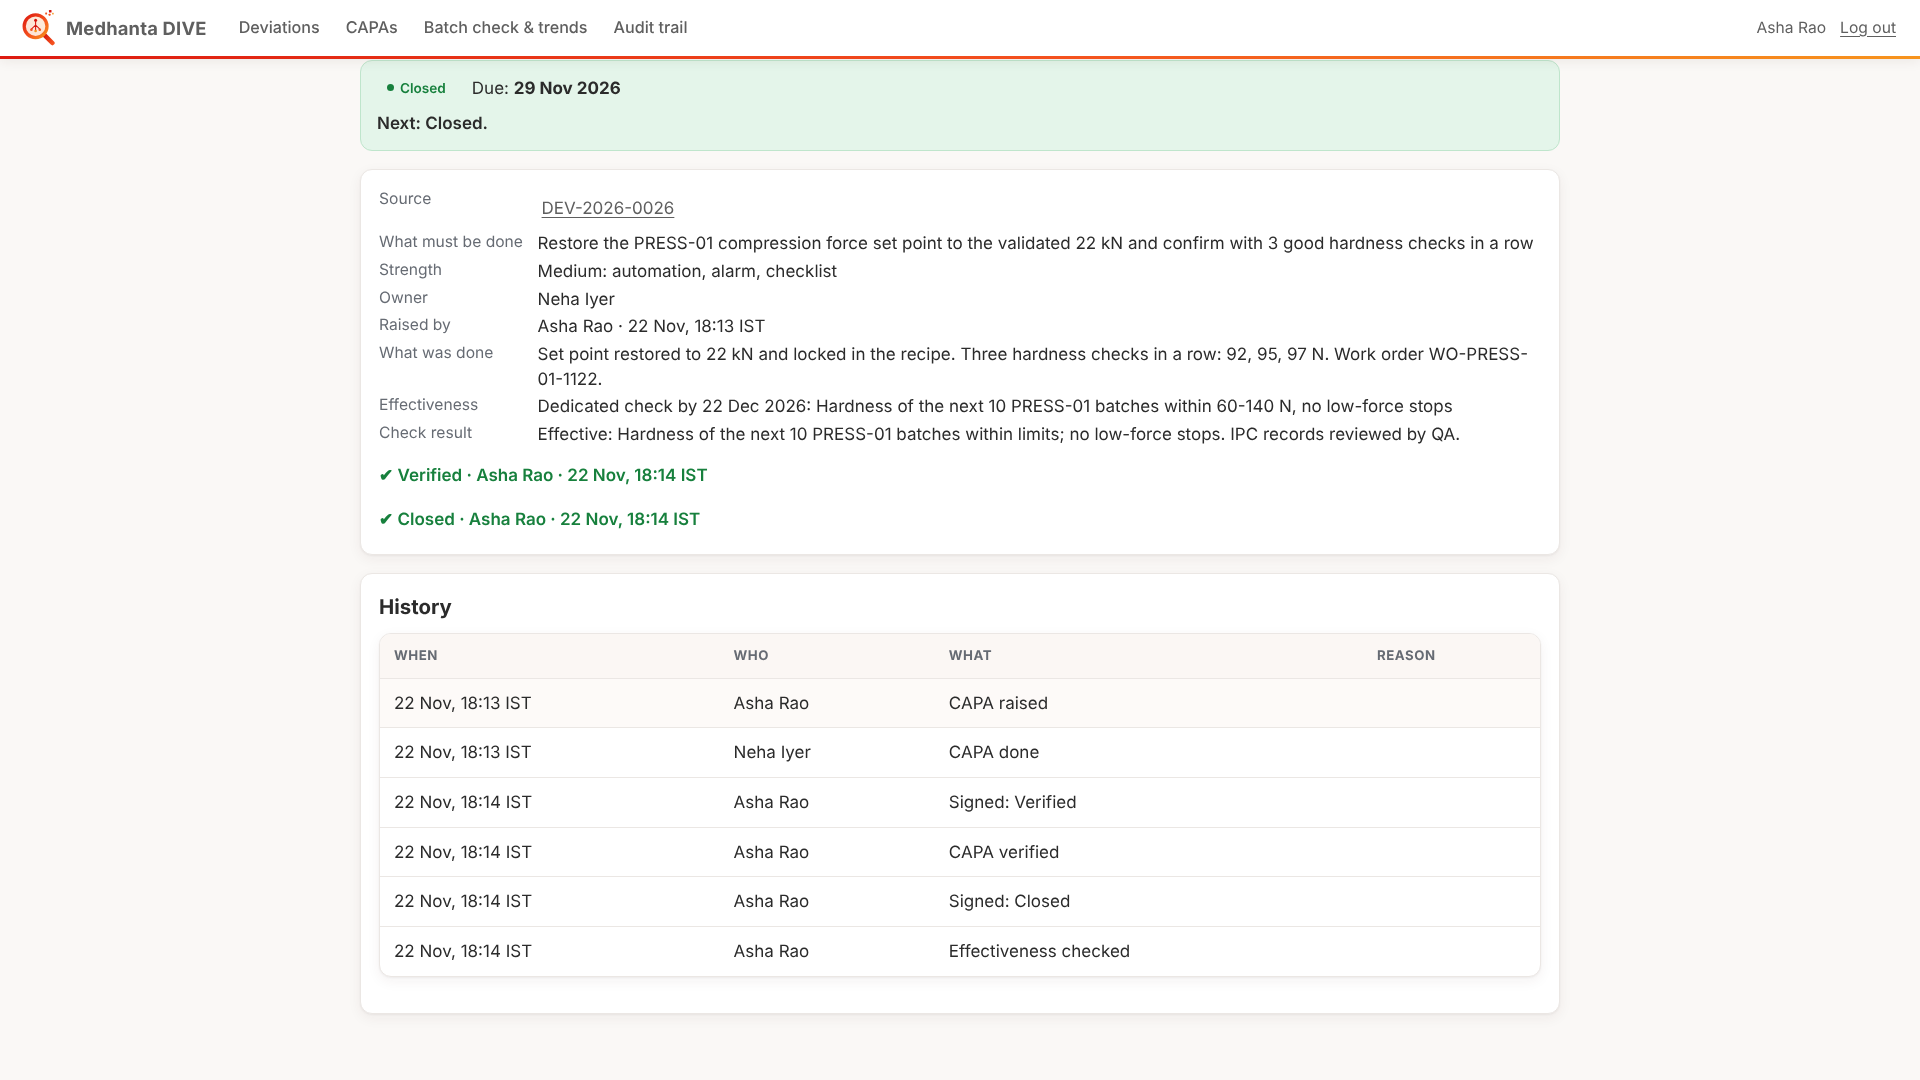 Medhanta DIVE Deviations CAPAs Batch check & trends Audit trail Asha Rao Log out
Closed Due: 29 Nov 2026
Next: Closed.
Source DEV-2026-0026
What must be done Restore the PRESS-01 compression force set point to the validated 22 kN and confirm with 3 good hardness checks in a row
Strength Medium: automation, alarm, checklist
Owner Neha Iyer
Raised by Asha Rao · 22 Nov, 18:13 IST
What was done Set point restored to 22 kN and locked in the recipe. Three hardness checks in a row: 92, 95, 97 N. Work order WO-PRESS-
01-1122.
Effectiveness Dedicated check by 22 Dec 2026: Hardness of the next 10 PRESS-01 batches within 60-140 N, no low-force stops
Check result Effective: Hardness of the next 10 PRESS-01 batches within limits; no low-force stops. IPC records reviewed by QA.
✔ Verified · Asha Rao · 22 Nov, 18:14 IST
✔ Closed · Asha Rao · 22 Nov, 18:14 IST
History
WHEN WHO WHAT REASON
22 Nov, 18:13 IST Asha Rao CAPA raised
22 Nov, 18:13 IST Neha Iyer CAPA done
22 Nov, 18:14 IST Asha Rao Signed: Verified
22 Nov, 18:14 IST Asha Rao CAPA verified
22 Nov, 18:14 IST Asha Rao Signed: Closed
22 Nov, 18:14 IST Asha Rao Effectiveness checked